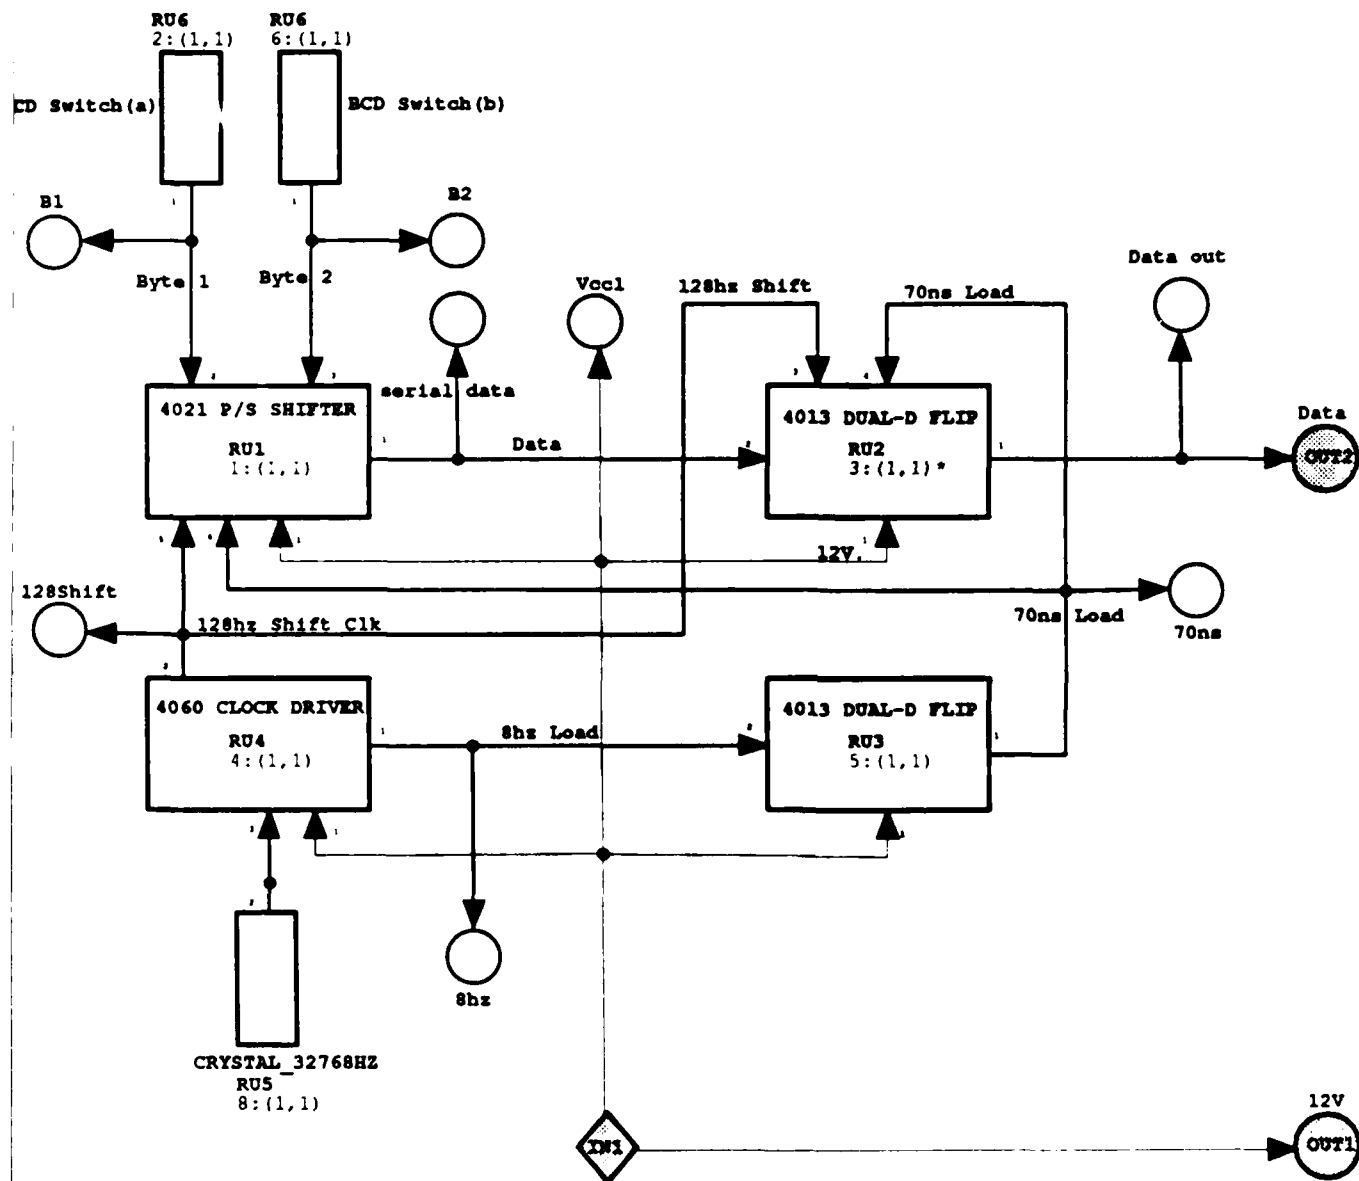 RU6
2:(1,1)
RU6
6:(1,1)
CD Switch(a)
BCD Switch(b)
B1
B2
Byte 1
Byte 2
Vcc1
128hz Shift
70ns Load
Data out
serial data
4021 P/S SHIFTER
RU1
1:(1,1)
Data
4013 DUAL-D FLIP
RU2
3:(1,1)*
Data
OUT2
12V.
128Shift
128hz Shift Clk
70ns Load
70ns
4060 CLOCK DRIVER
RU4
4:(1,1)
8hz Load
4013 DUAL-D FLIP
RU3
5:(1,1)
8hz
CRYSTAL_32768HZ
RU5
8:(1,1)
IN1
12V
OUT1